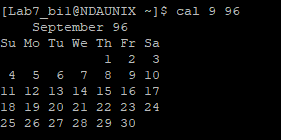 [Lab7_bil@NDAUNIX ~]$ cal 9 96
    September 96
Su Mo Tu We Th Fr Sa
             1  2  3
 4  5  6  7  8  9 10
11 12 13 14 15 16 17
18 19 20 21 22 23 24
25 26 27 28 29 30